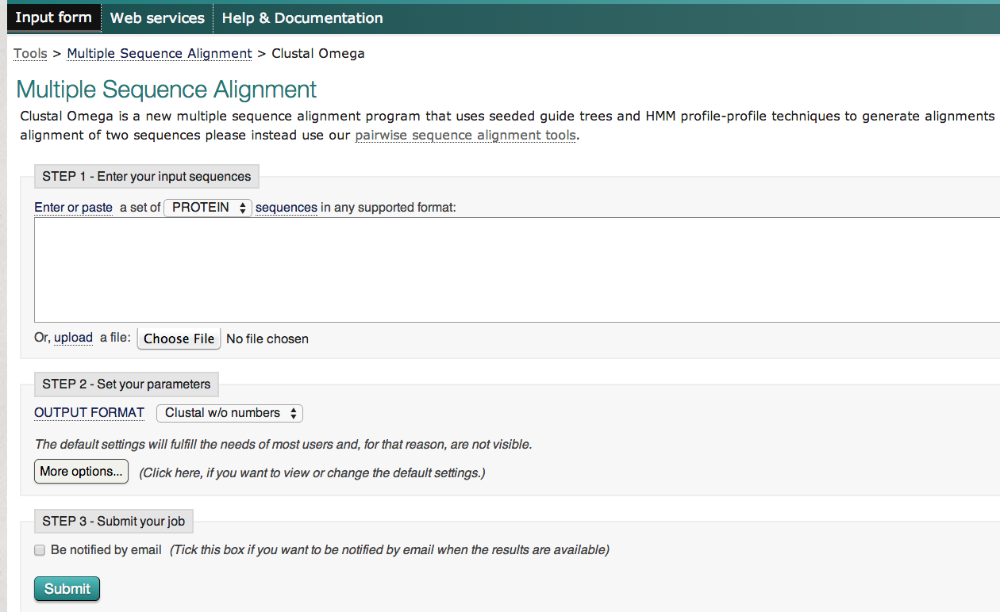 Input form Web services Help & Documentation
Tools > Multiple Sequence Alignment > Clustal Omega
Multiple Sequence Alignment
Clustal Omega is a new multiple sequence alignment program that uses seeded guide trees and HMM profile-profile techniques to generate alignments
alignment of two sequences please instead use our pairwise sequence alignment tools.
STEP 1 - Enter your input sequences
Enter or paste a set of PROTEIN sequences in any supported format:
Or, upload a file: Choose File No file chosen
STEP 2 - Set your parameters
OUTPUT FORMAT Clustal w/o numbers
The default settings will fulfill the needs of most users and, for that reason, are not visible.
More options... (Click here, if you want to view or change the default settings.)
STEP 3 - Submit your job
Be notified by email (Tick this box if you want to be notified by email when the results are available)
Submit